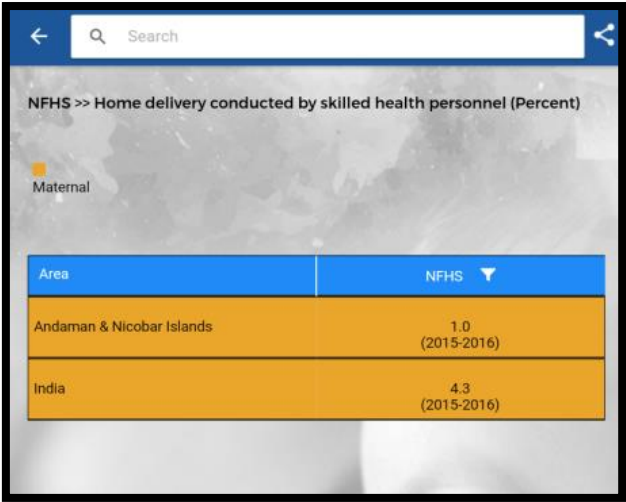 Search
NFHS >> Home delivery conducted by skilled health personnel (Percent)
Maternal
Area NFHS
Andaman & Nicobar Islands 1.0
(2015-2016)
India 4.3
(2015-2016)